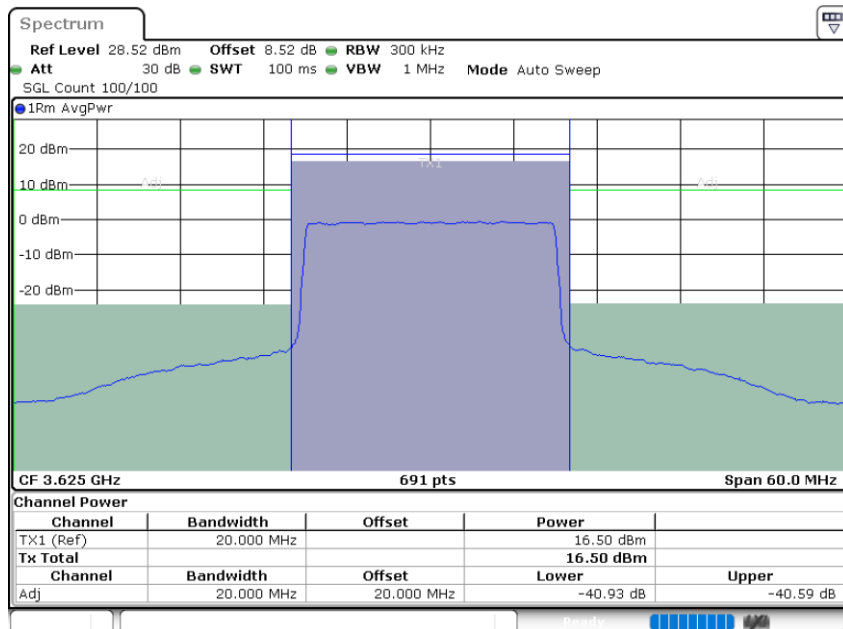 Spectrum
Ref Level 28.52 dBm Offset 8.52 dB RBW 300 kHz
Att 30 dB SWT 100 ms VBW 1 MHz Mode Auto Sweep
SGL Count 100/100
1Rm AvgPwr
20 dBm
TX1
Adj Adj
10 dBm
0 dBm
-10 dBm
-20 dBm
CF 3.625 GHz 691 pts Span 60.0 MHz
Channel Power
Channel Bandwidth Offset Power
TX1 (Ref) 20.000 MHz 16.50 dBm
Tx Total 16.50 dBm
Channel Bandwidth Offset Lower Upper
Adj 20.000 MHz 20.000 MHz -40.93 dB -40.59 dB
Ready